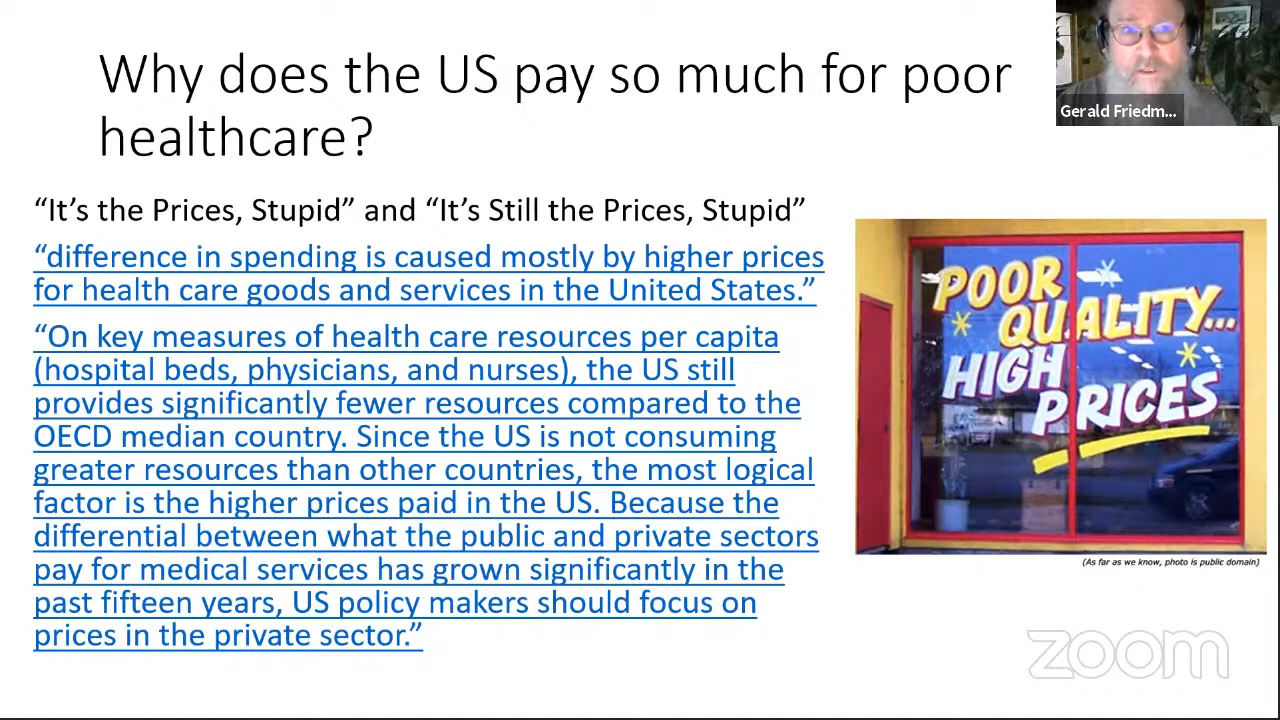 Why does the US pay so much for poor
healthcare?
Gerald Friedm...
“It’s the Prices, Stupid” and “It’s Still the Prices, Stupid”
“difference in spending is caused mostly by higher prices
for health care goods and services in the United States.”
“On key measures of health care resources per capita
(hospital beds, physicians, and nurses), the US still
provides significantly fewer resources compared to the
OECD median country. Since the US is not consuming
greater resources than other countries, the most logical
factor is the higher prices paid in the US. Because the
differential between what the public and private sectors
pay for medical services has grown significantly in the
past fifteen years, US policy makers should focus on
prices in the private sector.”
POOR
QUALITY...
HIGH
PRICES
(As far as we know, photo is public domain)
zoom